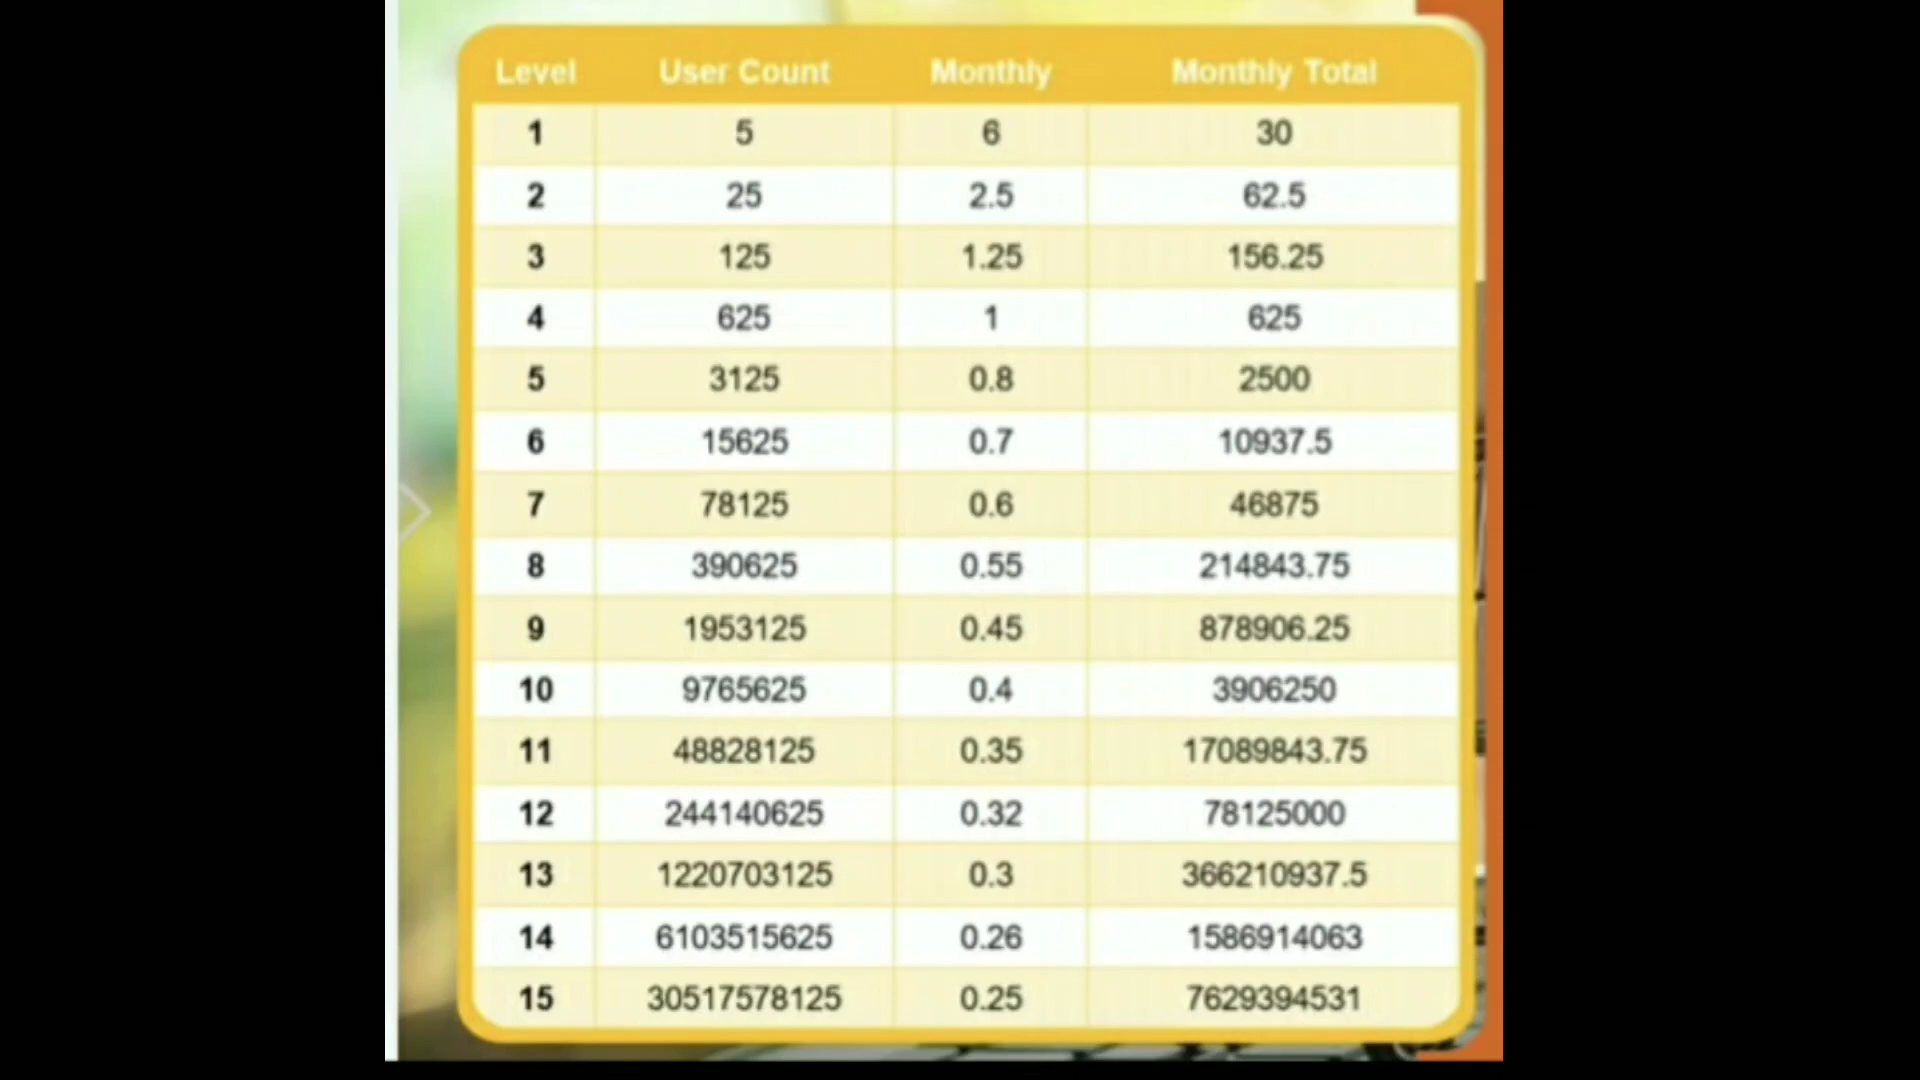 Level User Count Monthly Monthly Total
1 5 6 30
2 25 2.5 62.5
3 125 1.25 156.25
4 625 1 625
5 3125 0.8 2500
6 15625 0.7 10937.5
7 78125 0.6 46875
8 390625 0.55 214843.75
9 1953125 0.45 878906.25
10 9765625 0.4 3906250
11 48828125 0.35 17089843.75
12 244140625 0.32 78125000
13 1220703125 0.3 366210937.5
14 6103515625 0.26 1586914063
15 30517578125 0.25 7629394531